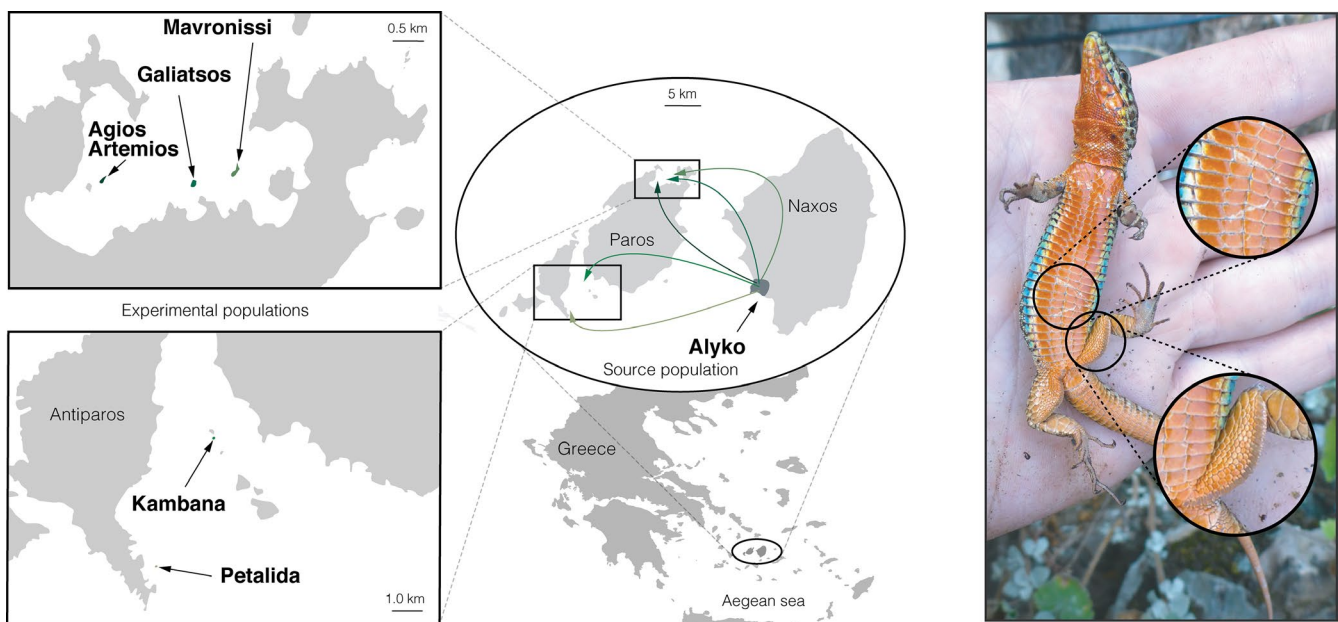 Mavronissi
0.5 km
Galiatsos
Agios
Artemios
Experimental populations
Antiparos
Kambana
Petalida
1.0 km
5 km
Naxos
Paros
Alyko
Source population
Greece
Aegean sea